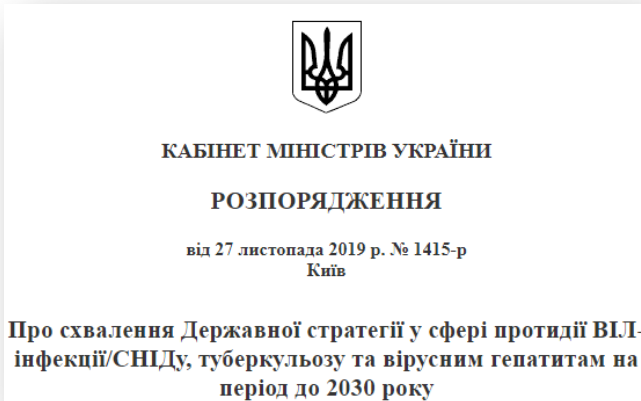 КАБІНЕТ МІНІСТРІВ УКРАЇНИ
РОЗПОРЯДЖЕННЯ
від 27 листопада 2019 р. № 1415-р
Київ
Про схвалення Державної стратегії у сфері протидії ВІЛ-
інфекції/СНІДу, туберкульозу та вірусним гепатитам на
період до 2030 року